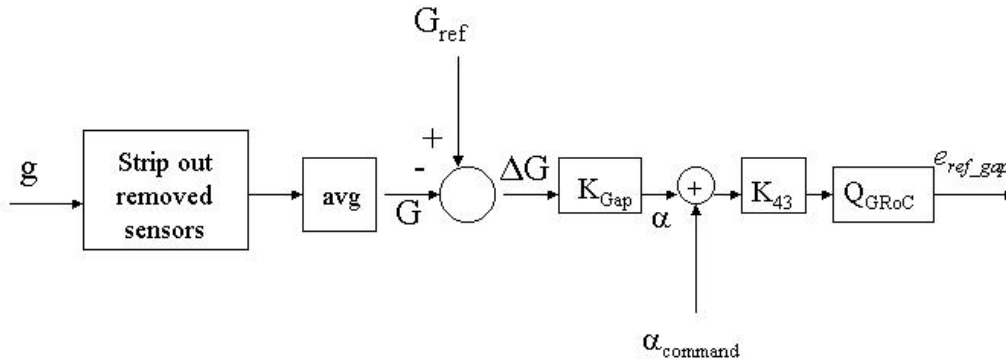 G_ref
+
-
g
Strip out
removed
sensors
avg
G
ΔG
K_Gap
α
+
K_43
Q_GRoC
e_ref_gap
α_command